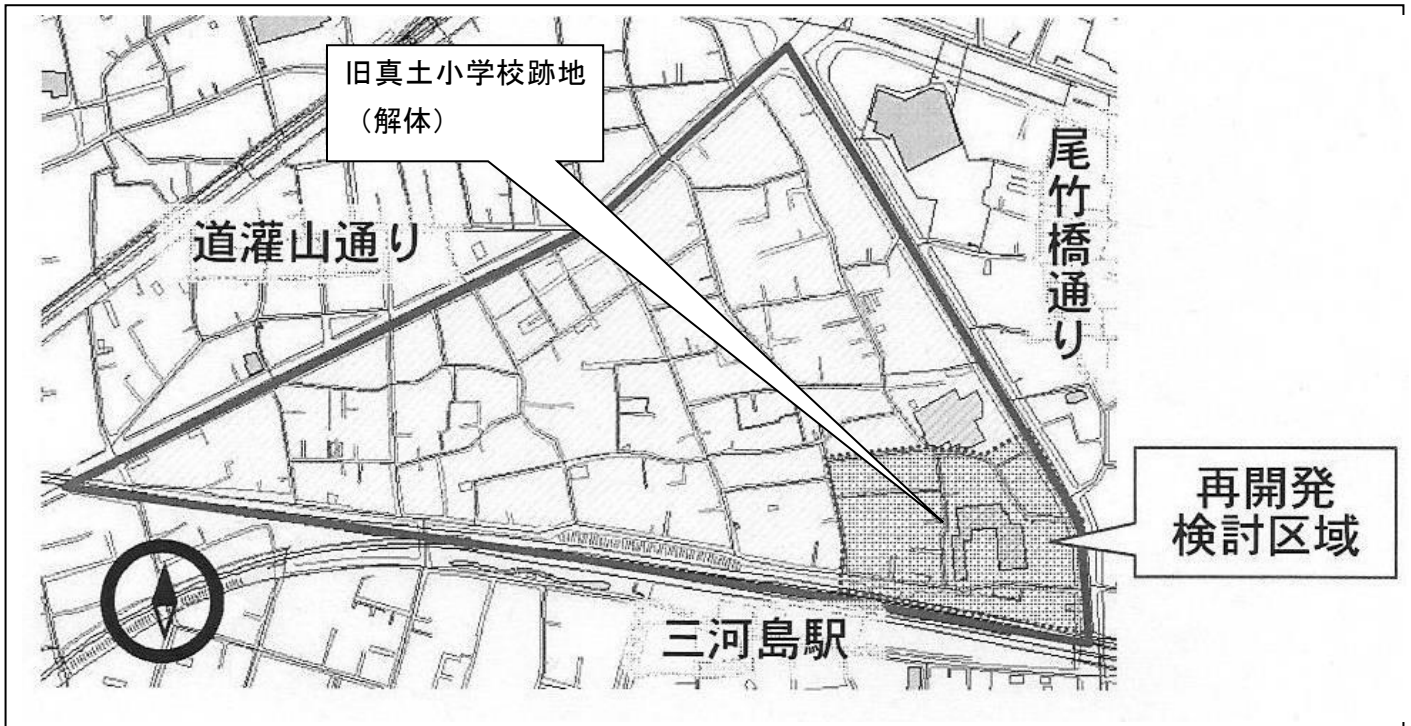 旧真土小学校跡地
(解体)
道灌山通り
尾竹橋通り
再開発
検討区域
三河島駅